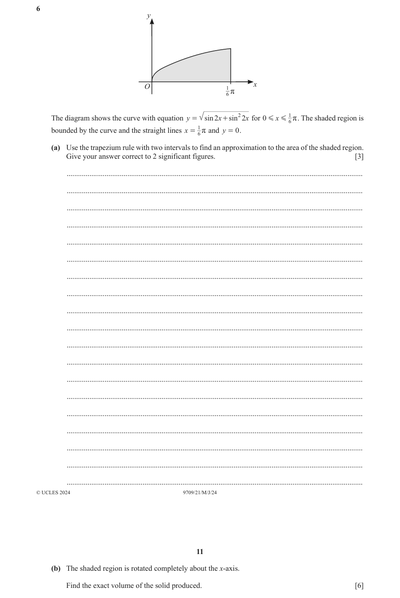 6
y
O
x
1/6 π
The diagram shows the curve with equation y = √(sin 2x + sin² 2x) for 0 ⩽ x ⩽ 1/6 π. The shaded region is
bounded by the curve and the straight lines x = 1/6 π and y = 0.
(a) Use the trapezium rule with two intervals to find an approximation to the area of the shaded region.
Give your answer correct to 2 significant figures. [3]
© UCLES 2024 9709/21/M/J/24
11
(b) The shaded region is rotated completely about the x-axis.
Find the exact volume of the solid produced. [6]